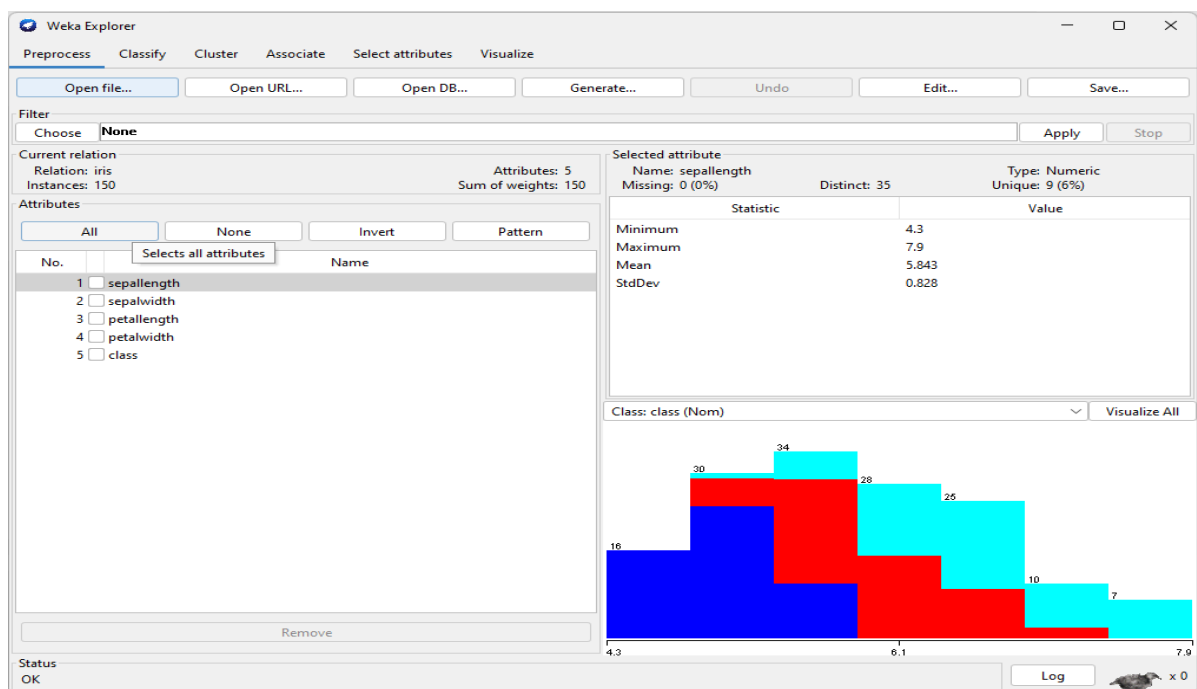 Weka Explorer
Preprocess Classify Cluster Associate Select attributes Visualize
Open file... Open URL... Open DB... Generate... Undo Edit... Save...
Filter
Choose None Apply Stop
Current relation
Relation: iris Attributes: 5
Instances: 150 Sum of weights: 150
Attributes
All None Invert Pattern
Selects all attributes
No. Name
1 sepallength
2 sepalwidth
3 petallength
4 petalwidth
5 class
Remove
Selected attribute
Name: sepallength Type: Numeric
Missing: 0 (0%) Distinct: 35 Unique: 9 (6%)
Statistic Value
Minimum 4.3
Maximum 7.9
Mean 5.843
StdDev 0.828
Class: class (Nom) Visualize All
16 30 34 28 25 10 7
4.3 6.1 7.9
Status
OK Log x 0